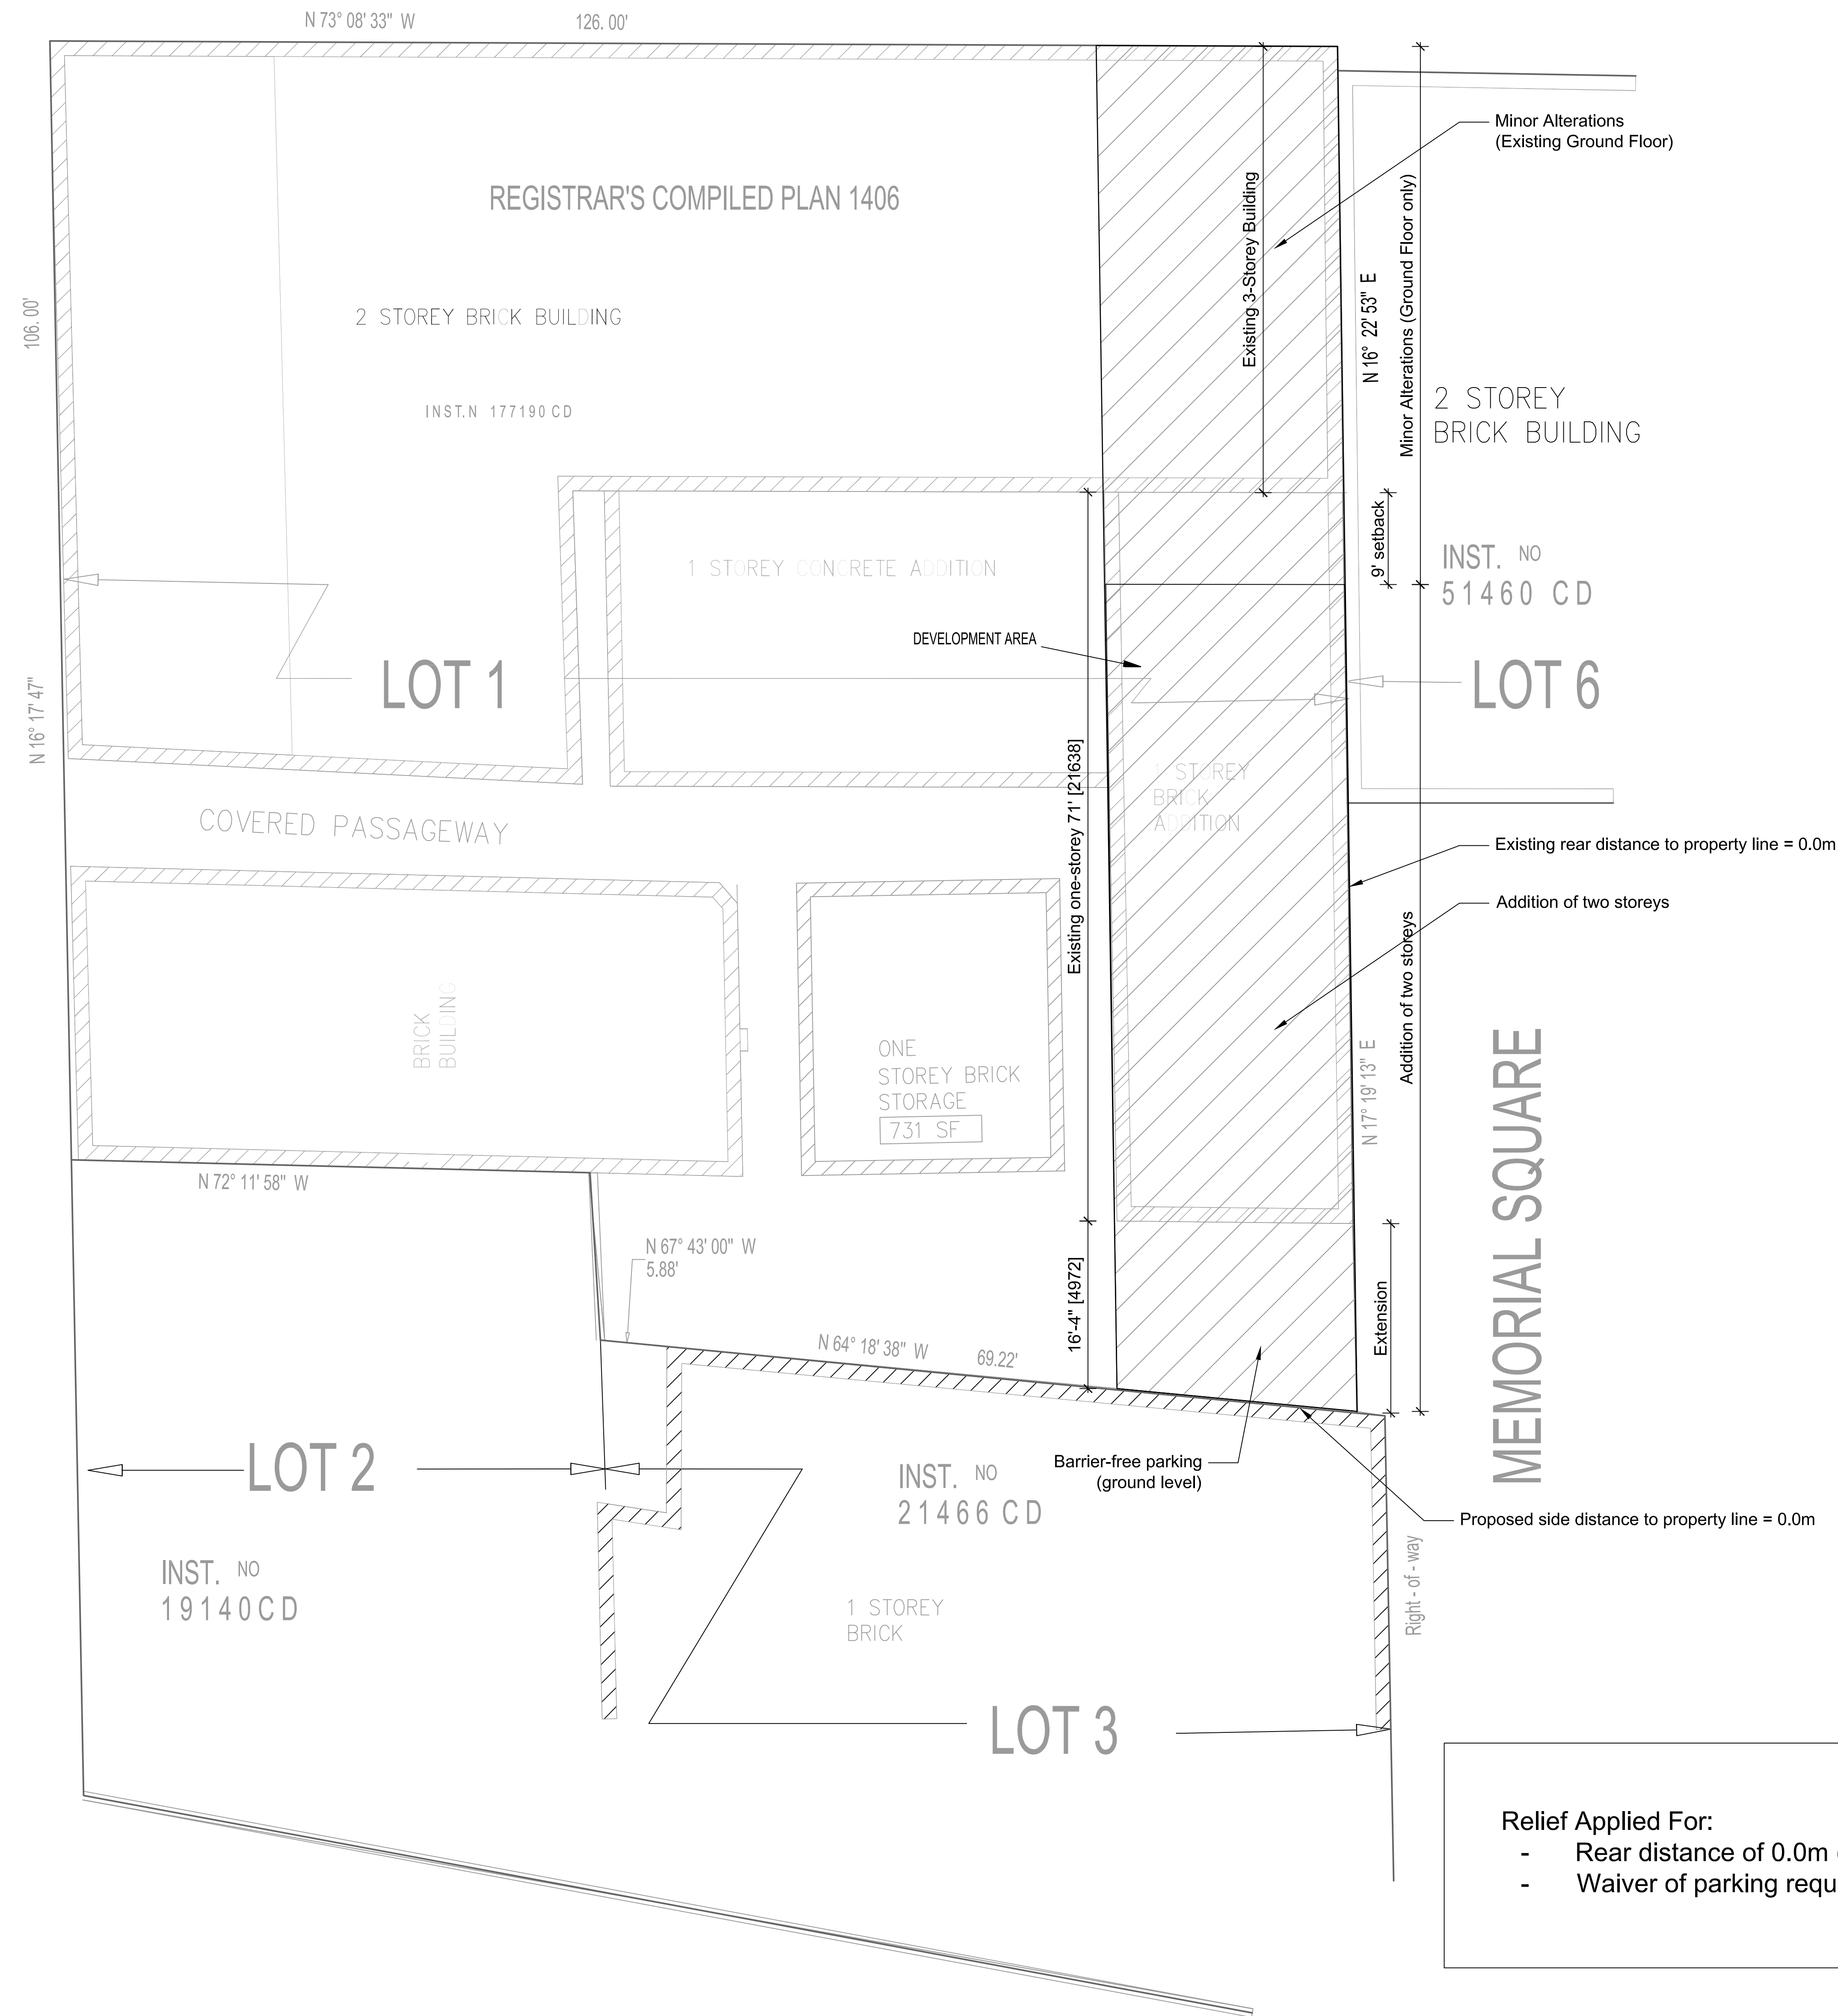 N 73° 08' 33" W 126.00'
Minor Alterations
(Existing Ground Floor)
REGISTRAR'S COMPILED PLAN 1406
Existing 3-Storey Building
Minor Alterations (Ground Floor only)
N 16° 22' 53" E
106.00'
2 STOREY BRICK BUILDING
INST.N 177190 CD
2 STOREY
BRICK BUILDING
9' setback
INST. NO
51460 CD
1 STOREY CONCRETE ADDITION
DEVELOPMENT AREA
LOT 1
LOT 6
N 16° 17' 47"
Existing one-storey 71' [21638]
1 STOREY
BRICK
ADDITION
COVERED PASSAGEWAY
Existing rear distance to property line = 0.0m
Addition of two storeys
Addition of two storeys
BRICK
BUILDING
ONE
STOREY BRICK
STORAGE
731 SF
N 17° 19' 13" E
MEMORIAL SQUARE
N 72° 11' 58" W
N 67° 43' 00" W
5.88'
16'-4" [4972]
Extension
N 64° 18' 38" W 69.22'
LOT 2
Barrier-free parking
(ground level)
INST. NO
21466 CD
Proposed side distance to property line = 0.0m
Right - of - way
INST. NO
19140 CD
1 STOREY
BRICK
LOT 3
Relief Applied For:
- Rear distance of 0.0m
- Waiver of parking requ